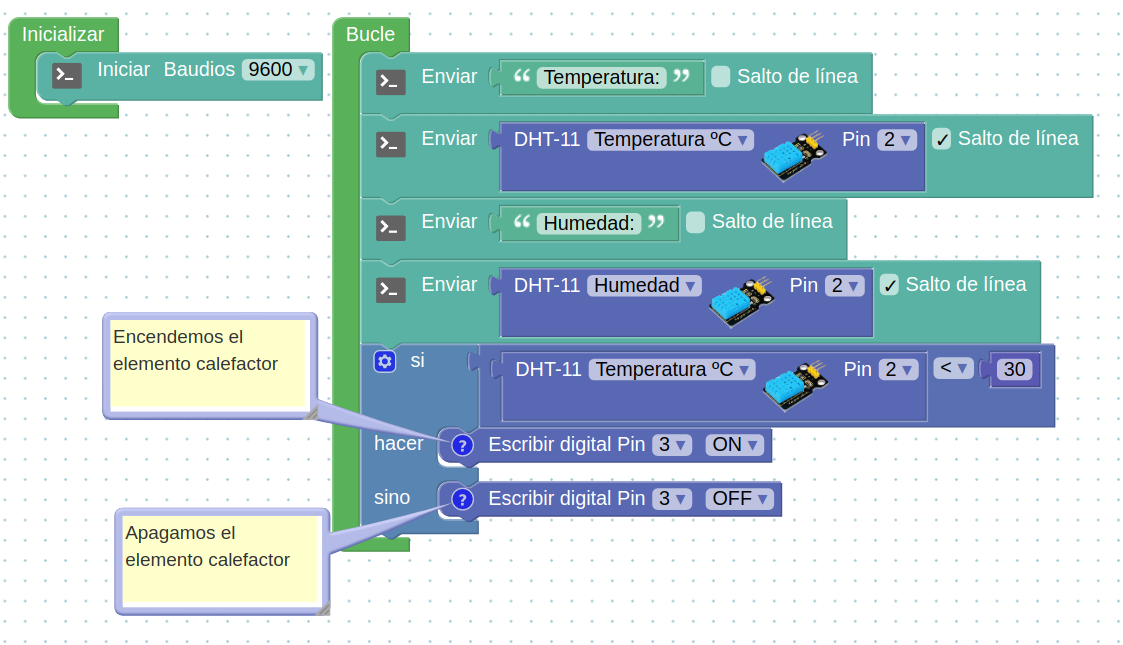 Inicializar
Iniciar Baudios 9600
Bucle
Enviar “ Temperatura: ” Salto de línea
Enviar DHT-11 Temperatura ºC Pin 2 Salto de línea
Enviar “ Humedad: ” Salto de línea
Enviar DHT-11 Humedad Pin 2 Salto de línea
Encendemos el
elemento calefactor
si DHT-11 Temperatura ºC Pin 2 < 30
hacer ? Escribir digital Pin 3 ON
sino ? Escribir digital Pin 3 OFF
Apagamos el
elemento calefactor